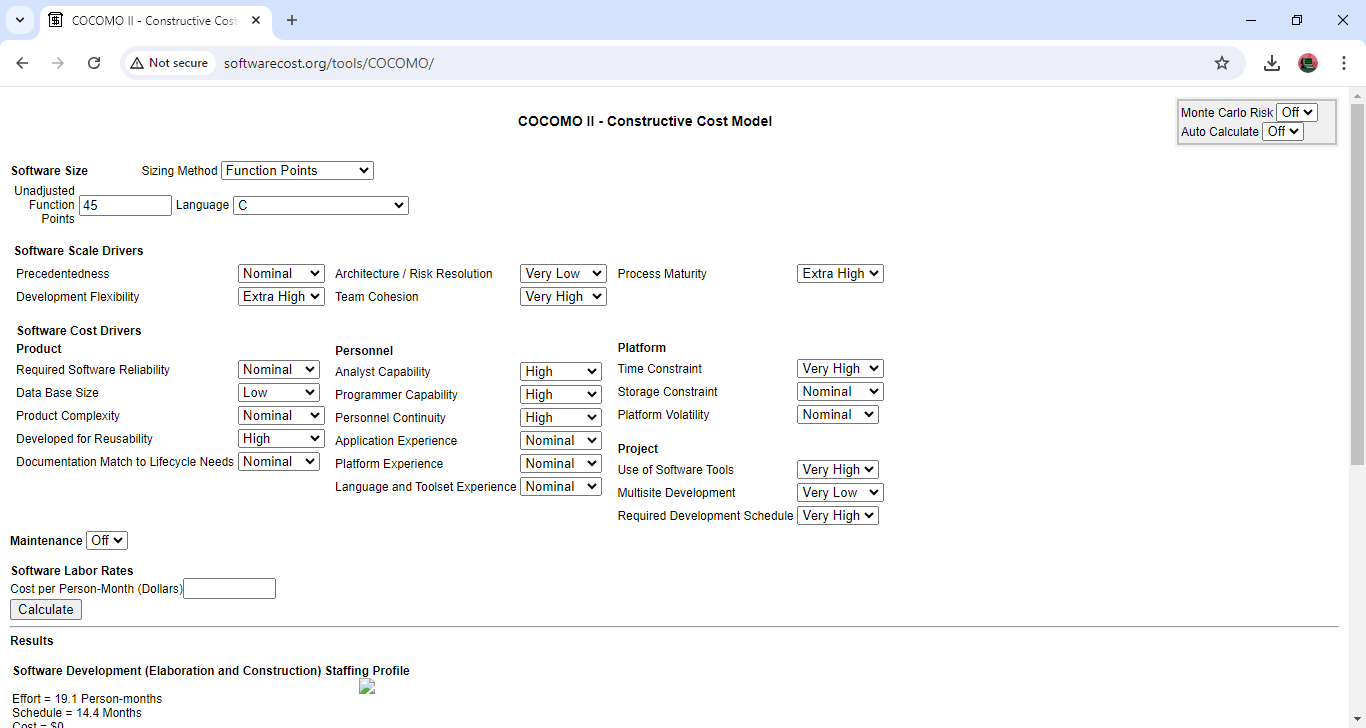 COCOMO II - Constructive Cost
Not secure softwarecost.org/tools/COCOMO/
COCOMO II - Constructive Cost Model
Monte Carlo Risk Off
Auto Calculate Off
Software Size Sizing Method Function Points
Unadjusted
Function
Points
45 Language C
Software Scale Drivers
Precedentedness Nominal Architecture / Risk Resolution Very Low Process Maturity Extra High
Development Flexibility Extra High Team Cohesion Very High
Software Cost Drivers
Product
Required Software Reliability Nominal
Data Base Size Low
Product Complexity Nominal
Developed for Reusability High
Documentation Match to Lifecycle Needs Nominal
Personnel
Analyst Capability High
Programmer Capability High
Personnel Continuity High
Application Experience Nominal
Platform Experience Nominal
Language and Toolset Experience Nominal
Platform
Time Constraint Very High
Storage Constraint Nominal
Platform Volatility Nominal
Project
Use of Software Tools Very High
Multisite Development Very Low
Required Development Schedule Very High
Maintenance Off
Software Labor Rates
Cost per Person-Month (Dollars)
Calculate
Results
Software Development (Elaboration and Construction) Staffing Profile
Effort = 19.1 Person-months
Schedule = 14.4 Months
Cost = $0